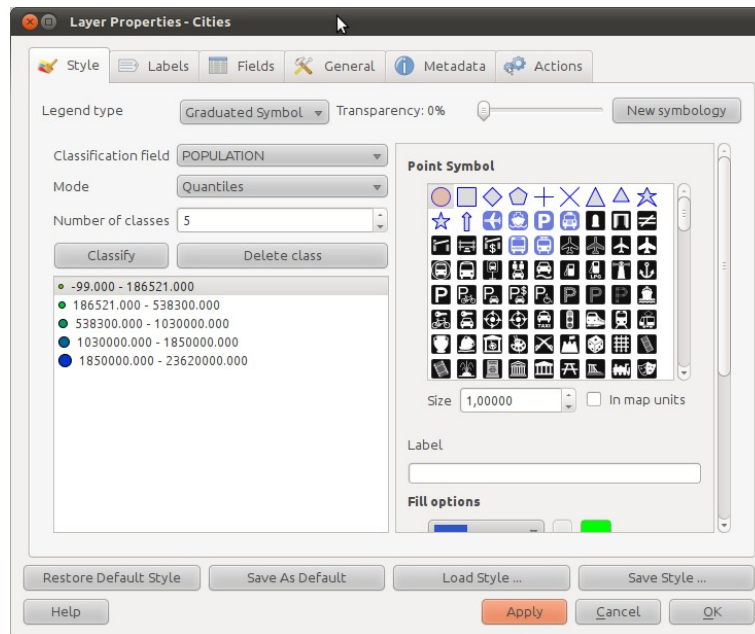 Layer Properties - Cities
Style Labels Fields General Metadata Actions
Legend type Graduated Symbol Transparency: 0% New symbology
Classification field POPULATION
Mode Quantiles
Number of classes 5
Classify Delete class
-99.000 - 186521.000
186521.000 - 538300.000
538300.000 - 1030000.000
1030000.000 - 1850000.000
1850000.000 - 23620000.000
Point Symbol
Size 1,00000 In map units
Label
Fill options
Restore Default Style Save As Default Load Style ... Save Style ...
Help Apply Cancel OK